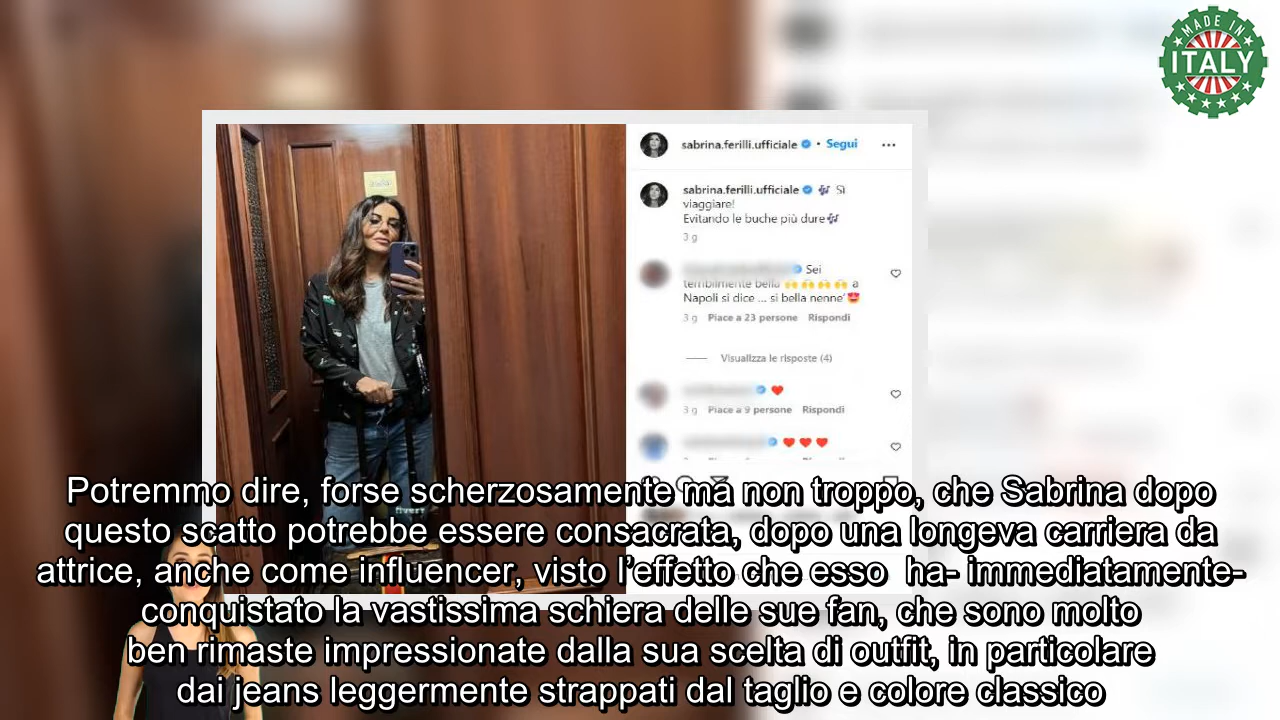 MADE IN
ITALY
sabrina.ferilli.ufficiale • Segui
sabrina.ferilli.ufficiale 🎶 Sì
viaggiare!
Evitando le buche più dure🎶
3 g
Sei
terribilmente bella 🙌 🙌 🙌 🙌 a
Napoli si dice ... si bella nenne'😍
3 g Piace a 23 persone Rispondi
Visualizza le risposte (4)
❤️
3 g Piace a 9 persone Rispondi
❤️ ❤️ ❤️
Potremmo dire, forse scherzosamente ma non troppo, che Sabrina dopo
questo scatto potrebbe essere consacrata, dopo una longeva carriera da
attrice, anche come influencer, visto l'effetto che esso ha- immediatamente-
conquistato la vastissima schiera delle sue fan, che sono molto
ben rimaste impressionate dalla sua scelta di outfit, in particolare
dai jeans leggermente strappati dal taglio e colore classico